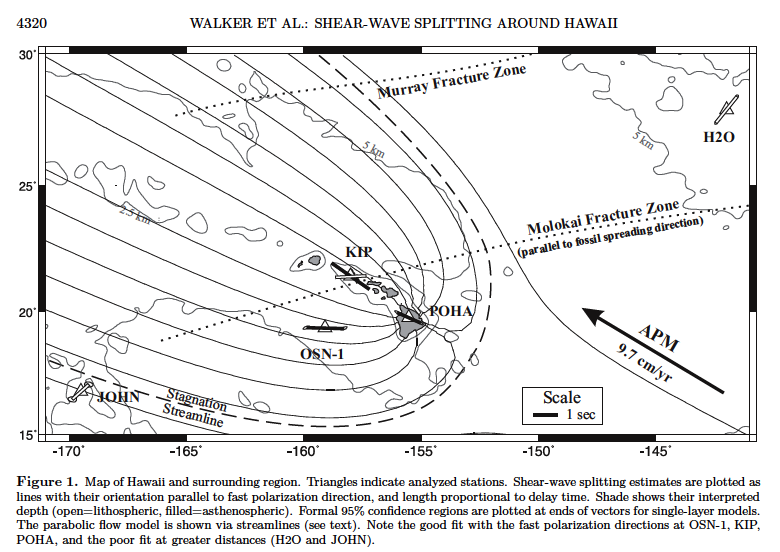 4320
WALKER ET AL.: SHEAR-WAVE SPLITTING AROUND HAWAII
30°
Murray Fracture Zone
5 km
5 km
H2O
25°
2.5 km
Molokai Fracture Zone
(parallel to fossil spreading direction)
KIP
20°
POHA
OSN-1
APM
9.7 cm/yr
JOHN
Stagnation
Streamline
Scale
1 sec
15°
-170°
-165°
-160°
-155°
-150°
-145°
Figure 1. Map of Hawaii and surrounding region. Triangles indicate analyzed stations. Shear-wave splitting estimates are plotted as
lines with their orientation parallel to fast polarization direction, and length proportional to delay time. Shade shows their interpreted
depth (open=lithospheric, filled=asthenospheric). Formal 95% confidence regions are plotted at ends of vectors for single-layer models.
The parabolic flow model is shown via streamlines (see text). Note the good fit with the fast polarization directions at OSN-1, KIP,
POHA, and the poor fit at greater distances (H2O and JOHN).